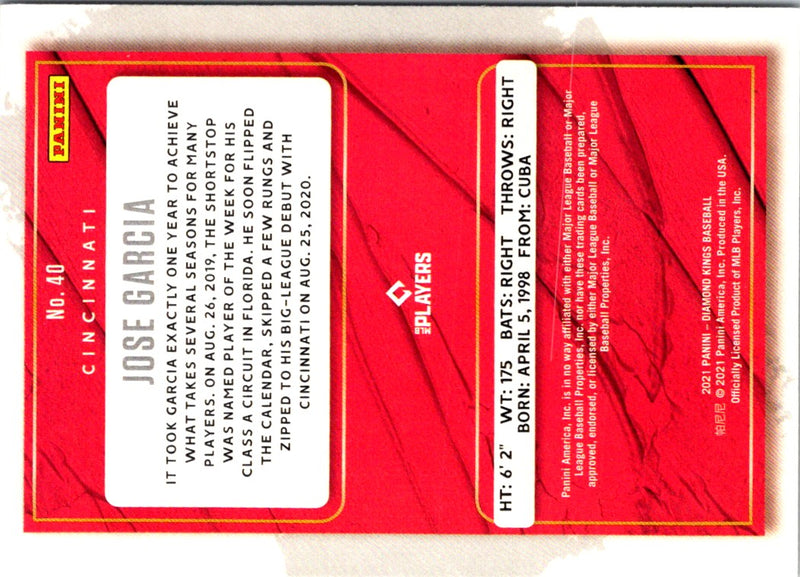 PANINI
No. 40
CINCINNATI
JOSE GARCIA
IT TOOK GARCIA EXACTLY ONE YEAR TO ACHIEVE
WHAT TAKES SEVERAL SEASONS FOR MANY
PLAYERS. ON AUG. 26, 2019, THE SHORTSTOP
WAS NAMED PLAYER OF THE WEEK FOR HIS
CLASS A CIRCUIT IN FLORIDA. HE SOON FLIPPED
THE CALENDAR, SKIPPED A FEW RUNGS AND
ZIPPED TO HIS BIG-LEAGUE DEBUT WITH
CINCINNATI ON AUG. 25, 2020.
MLB PLAYERS
HT: 6' 2" WT: 175 BATS: RIGHT THROWS: RIGHT
BORN: APRIL 5, 1998 FROM: CUBA
Panini America, Inc. is in no way affiliated with either Major League Baseball or Major
League Baseball Properties, Inc. nor have these trading cards been prepared,
approved, endorsed, or licensed by either Major League Baseball or Major League
Baseball Properties, Inc.
2021 PANINI – DIAMOND KINGS BASEBALL
帕尼尼 © 2021 Panini America, Inc. Produced in the USA.
Officially Licensed Product of MLB Players, Inc.